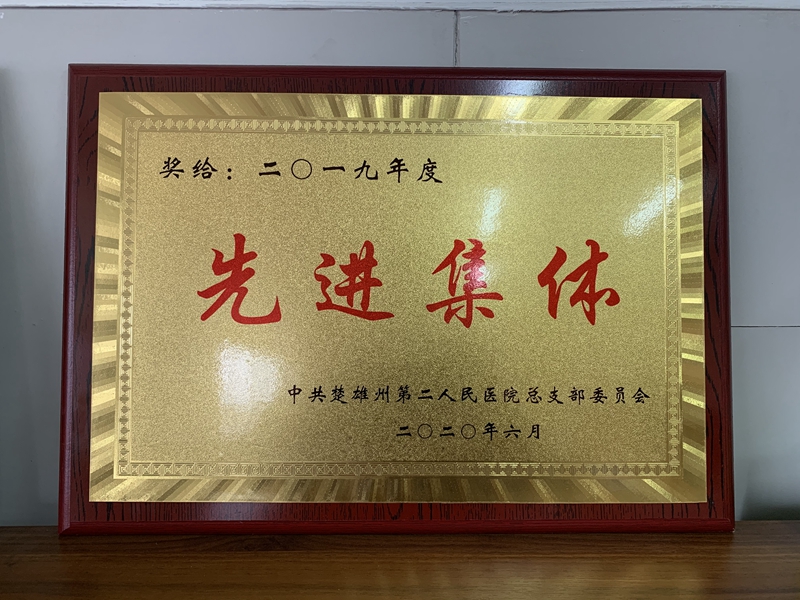 奖给：二〇一九年度
先进集体
中共楚雄州第二人民医院总支部委员会
二〇二〇年六月